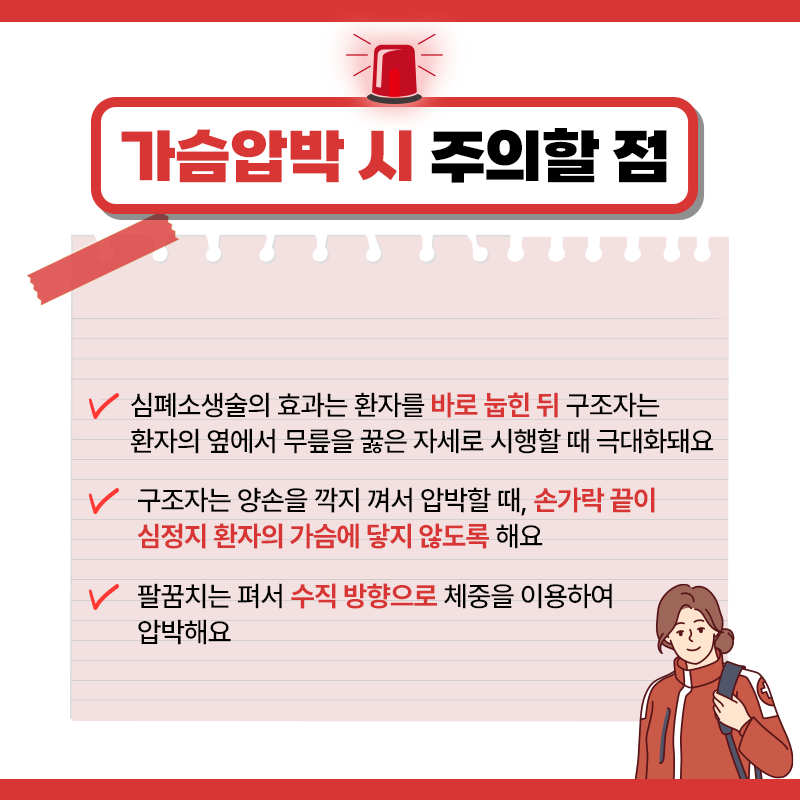 가슴압박 시 주의할 점
심폐소생술의 효과는 환자를 바로 눕힌 뒤 구조자는
환자의 옆에서 무릎을 꿇은 자세로 시행할 때 극대화돼요
구조자는 양손을 깍지 껴서 압박할 때, 손가락 끝이
심정지 환자의 가슴에 닿지 않도록 해요
팔꿈치는 펴서 수직 방향으로 체중을 이용하여
압박해요